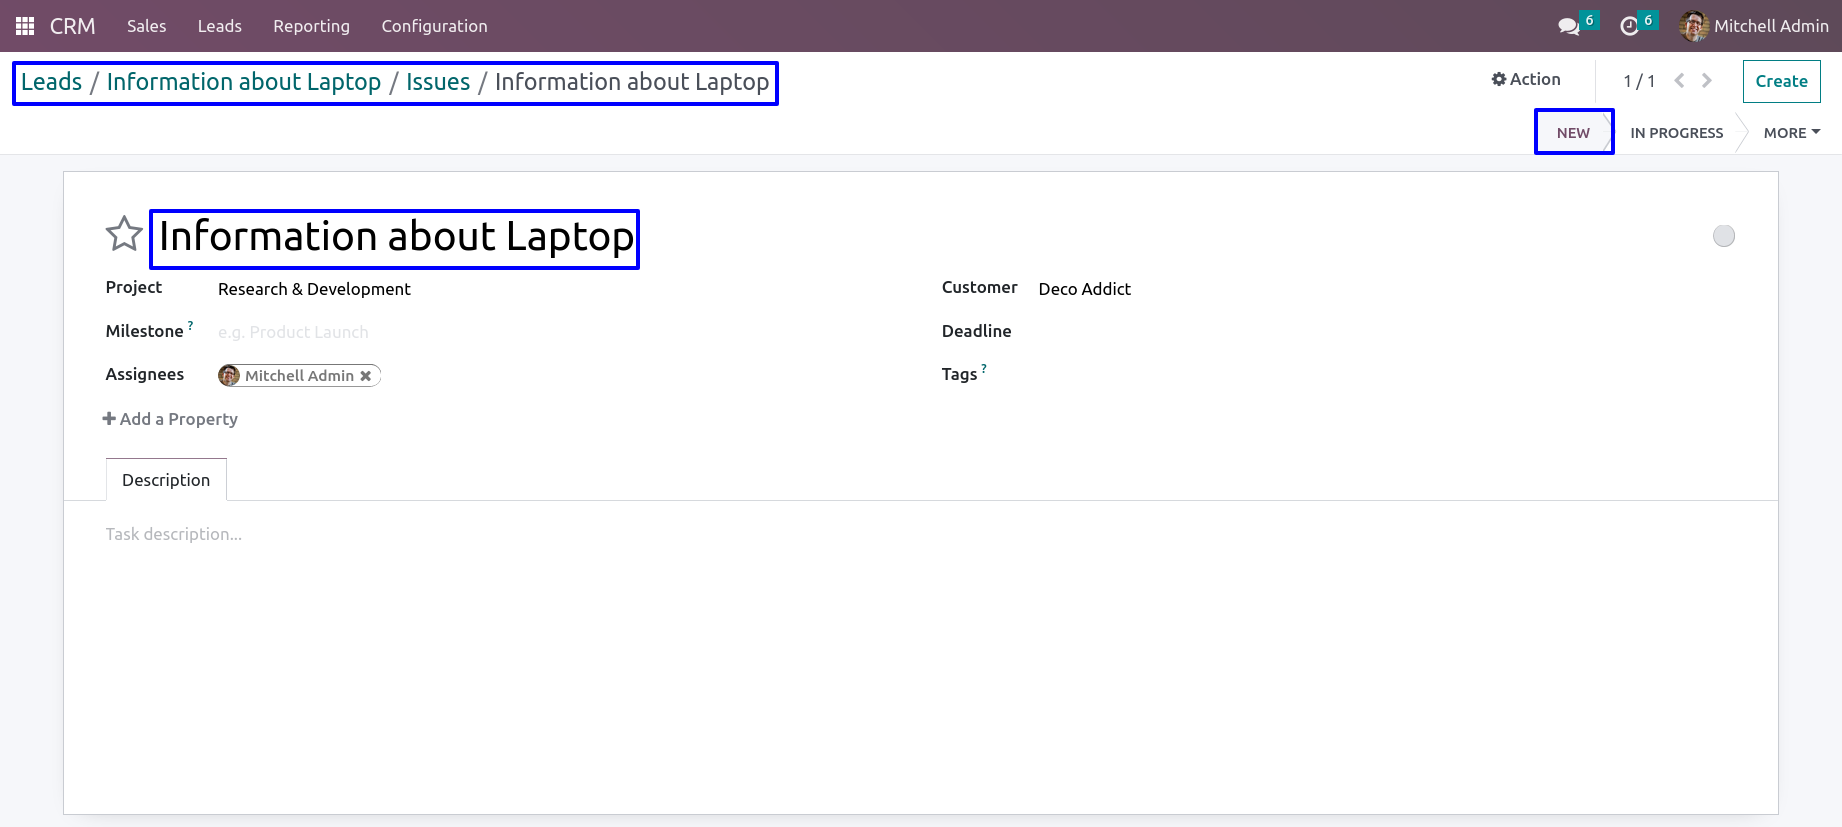 CRM Sales Leads Reporting Configuration 6 6 Mitchell Admin
Leads / Information about Laptop / Issues / Information about Laptop Action 1 / 1 Create
NEW IN PROGRESS MORE
Information about Laptop
Project Research & Development Customer Deco Addict
Milestone ? e.g. Product Launch Deadline
Assignees Mitchell Admin Tags ?
Add a Property
Description
Task description...